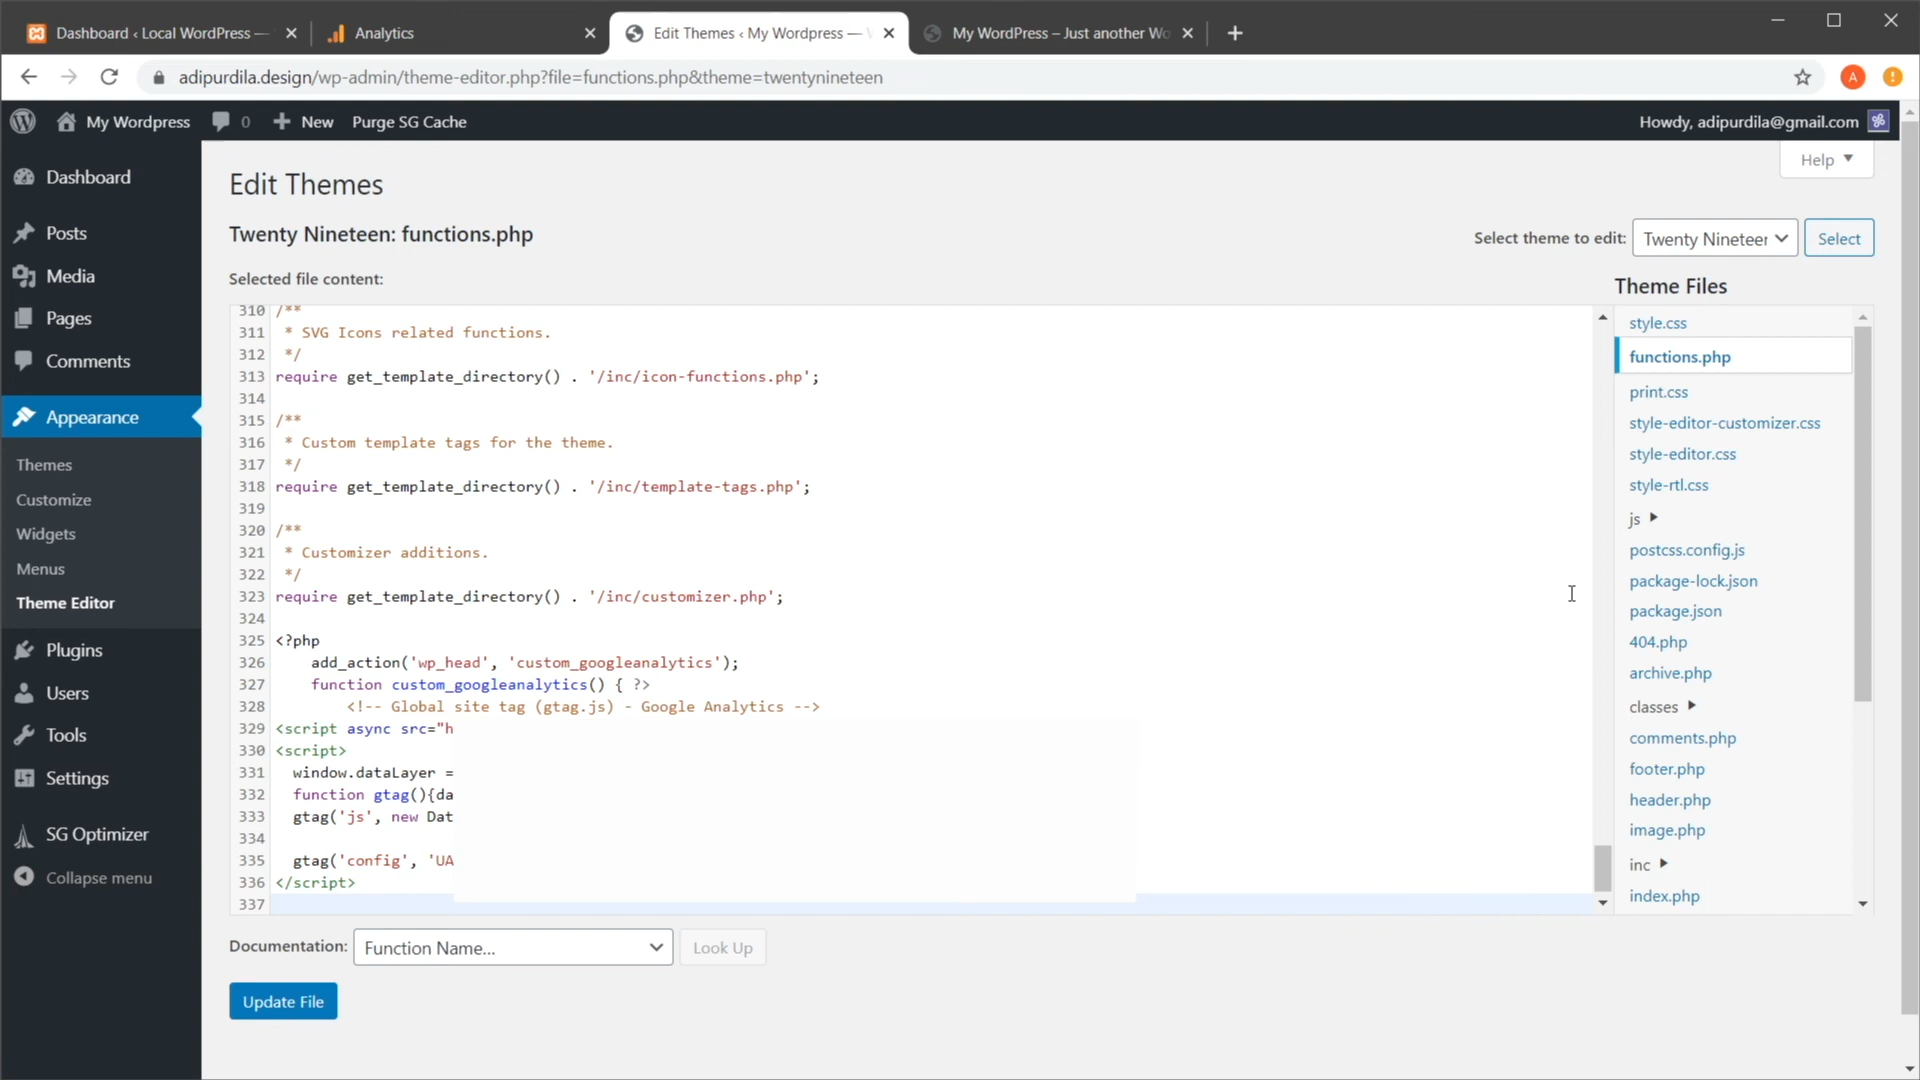 Dashboard ‹ Local WordPress —
Analytics
Edit Themes ‹ My Wordpress —
My WordPress – Just another Wo
adipurdila.design/wp-admin/theme-editor.php?file=functions.php&theme=twentynineteen
A
My Wordpress
0
New
Purge SG Cache
Howdy, adipurdila@gmail.com
Help
Dashboard
Posts
Media
Pages
Comments
Appearance
Themes
Customize
Widgets
Menus
Theme Editor
Plugins
Users
Tools
Settings
SG Optimizer
Collapse menu
Edit Themes
Twenty Nineteen: functions.php
Select theme to edit:
Twenty Nineteen
Select
Selected file content:
310 /**
311 * SVG Icons related functions.
312 */
313 require get_template_directory() . '/inc/icon-functions.php';
314
315 /**
316 * Custom template tags for the theme.
317 */
318 require get_template_directory() . '/inc/template-tags.php';
319
320 /**
321 * Customizer additions.
322 */
323 require get_template_directory() . '/inc/customizer.php';
324
325 <?php
326 add_action('wp_head', 'custom_googleanalytics');
327 function custom_googleanalytics() { ?>
328 <!-- Global site tag (gtag.js) - Google Analytics -->
329 <script async src="h
330 <script>
331 window.dataLayer =
332 function gtag(){da
333 gtag('js', new Dat
334
335 gtag('config', 'UA
336 </script>
337
Theme Files
style.css
functions.php
print.css
style-editor-customizer.css
style-editor.css
style-rtl.css
js
postcss.config.js
package-lock.json
package.json
404.php
archive.php
classes
comments.php
footer.php
header.php
image.php
inc
index.php
Documentation:
Function Name...
Look Up
Update File